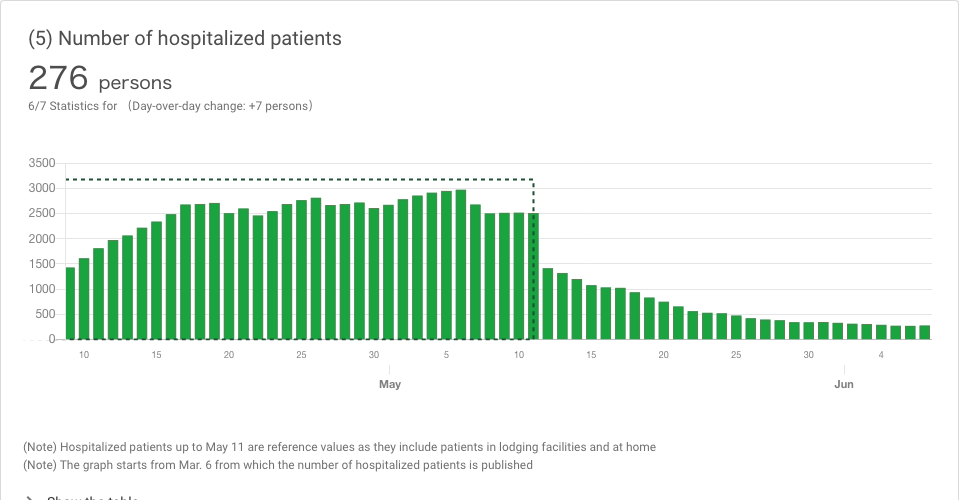 (5) Number of hospitalized patients
276 persons
6/7 Statistics for （Day-over-day change: +7 persons）
3500
3000
2500
2000
1500
1000
500
0
10 15 20 25 30 5 10 15 20 25 30 4
May Jun
(Note) Hospitalized patients up to May 11 are reference values as they include patients in lodging facilities and at home
(Note) The graph starts from Mar. 6 from which the number of hospitalized patients is published
Show the table